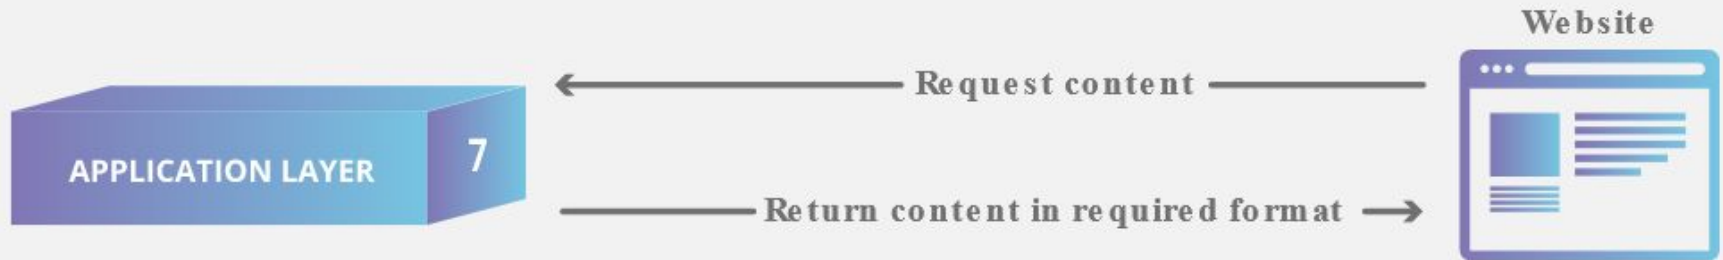 Website
Request content
APPLICATION LAYER 7
Return content in required format